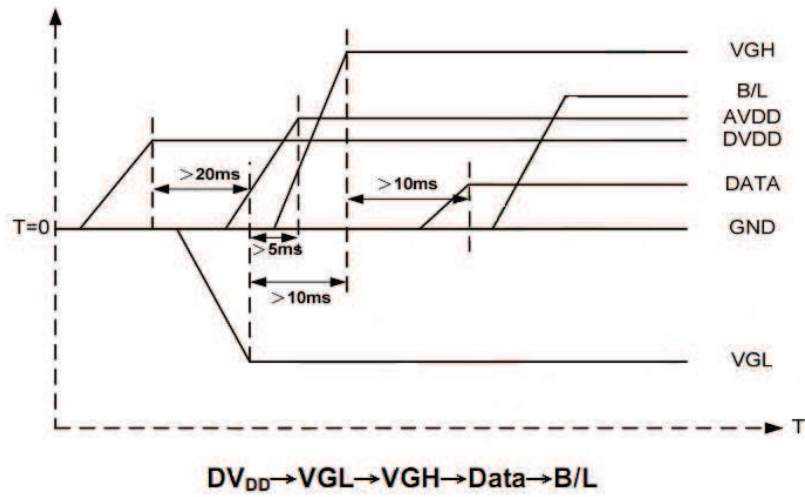 VGH
B/L
AVDD
DVDD
>20ms
>10ms
DATA
T=0
GND
>5ms
>10ms
VGL
T
DVDD→VGL→VGH→Data→B/L